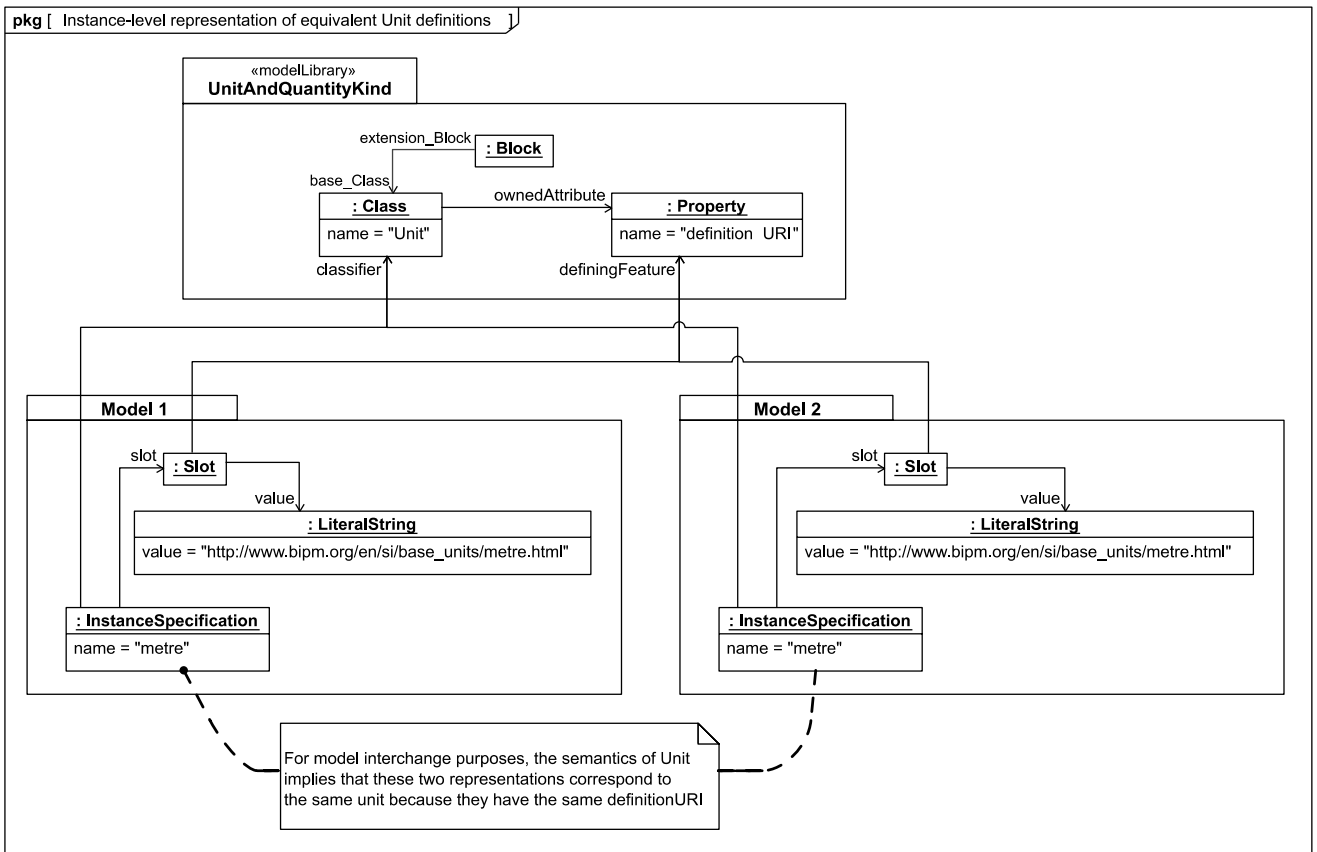 pkg [ Instance-level representation of equivalent Unit definitions ]
«modelLibrary»
UnitAndQuantityKind
extension_Block
: Block
base_Class
ownedAttribute
: Class
: Property
name = "Unit"
name = "definition URI"
classifier
definingFeature
Model 1
slot
: Slot
value
: LiteralString
value = "http://www.bipm.org/en/si/base_units/metre.html"
: InstanceSpecification
name = "metre"
Model 2
slot
: Slot
value
: LiteralString
value = "http://www.bipm.org/en/si/base_units/metre.html"
: InstanceSpecification
name = "metre"
For model interchange purposes, the semantics of Unit
implies that these two representations correspond to
the same unit because they have the same definitionURI